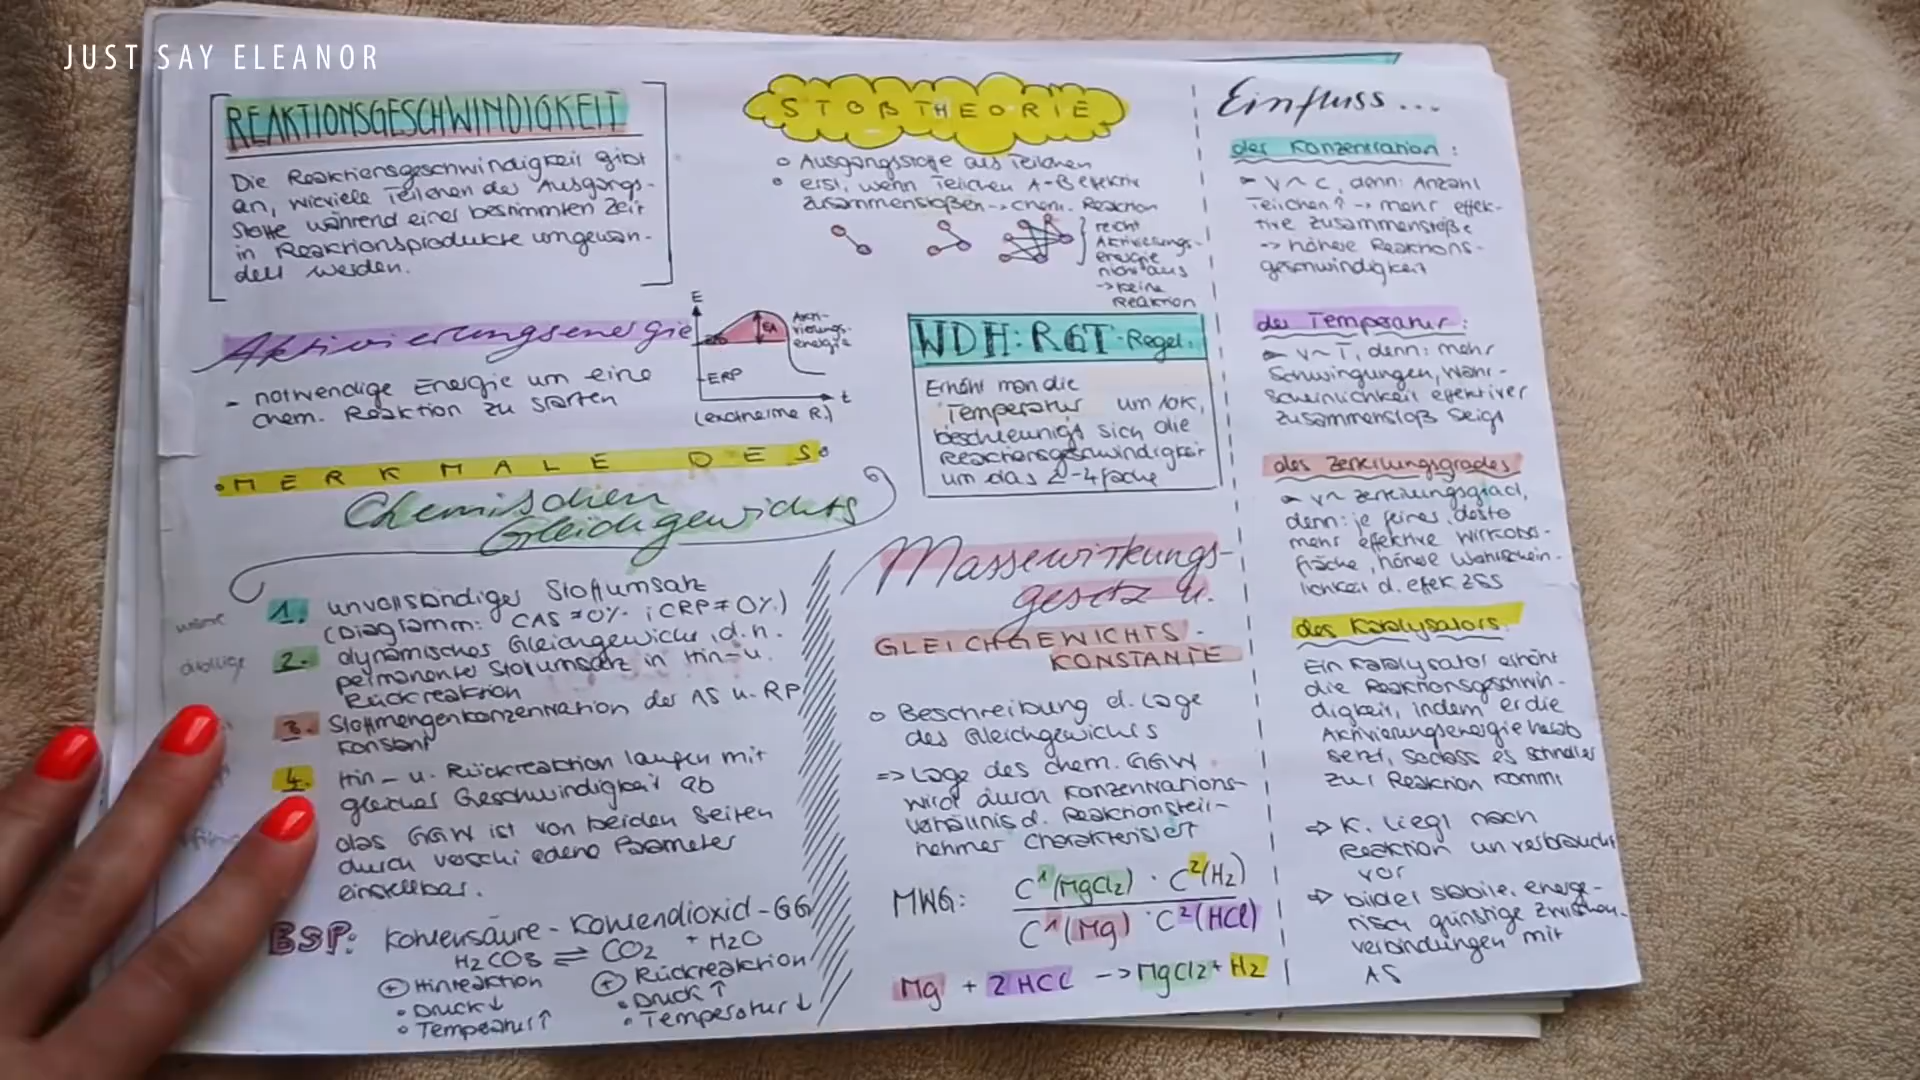 JUST SAY ELEANOR
REAKTIONSGESCHWINDIGKEIT
Die Reaktionsgeschwindigkeit gibt
an, wieviele Teilchen des Ausgangs-
stoffe während einer bestimmten Zeit
in Reaktionsprodukte umgewan-
delt werden.
Aktivierungsenergie
- notwendige Energie um eine
chem. Reaktion zu starten
E
EA
Akti-
vierungs-
energie
ERP
t
(exotherme R.)
MERKMALE DES
Chemischen
Gleichgewichts
1. unvollständiger Stoffumsatz
(Diagramm: CAS ≠ 0% ; CRP ≠ 0%)
2. dynamisches Gleichgewicht, d.h.
permanenter Stoffumsatz in Hin- u.
Rückreaktion
3. Stoffmengenkonzentration der AS u. RP
konstant
4. Hin- u. Rückreaktion laufen mit
gleicher Geschwindigkeit ab
das GGW ist von beiden Seiten
durch verschiedene Parameter
einstellbar.
BSP: Kohlensäure-Kohlendioxid-GG
H2CO3 ⇌ CO2 + H2O
⊕ Hinreaktion
• Druck ↓
• Temperatur ↑
⊕ Rückreaktion
• Druck ↑
• Temperatur ↓
STOßTHEORIE
o Ausgangsstoffe als Teilchen
o erst, wenn Teilchen A-B effektiv
zusammenstoßen -> chem. Reaktion
reicht
Aktivierungs-
energie
nicht aus
-> keine
Reaktion
WDH: RGT-Regel:
Erhöht man die
Temperatur um 10K,
beschleunigt sich die
Reaktionsgeschwindigkeit
um das 2-4fache
Massewirkungs-
gesetz u.
GLEICHGEWICHTS-
KONSTANTE
o Beschreibung d. Lage
des Gleichgewichts
=> Lage des chem. GGW
wird durch Konzentrations-
verhältnis d. Reaktionsteil-
nehmer charakterisiert
MWG: C¹(MgCl2) · C²(H2)
C¹(Mg) · C²(HCl)
Mg + 2HCl -> MgCl2 + H2
Einfluss...
der Konzentration:
► v~c, denn: Anzahl
Teilchen ↑ -> mehr effek-
tive Zusammenstöße
-> höhere Reaktions-
geschwindigkeit
der Temperatur:
► v~T, denn: mehr
Schwingungen, Wahr-
scheinlichkeit effektiver
Zusammenstoß steigt
des Zerteilungsgrades
► v~ Zerteilungsgrad,
denn: je feiner, desto
mehr effektive Wirkober-
fläche, höhere Wahrschein-
lichkeit d. effek. ZSS
des Katalysators
Ein Katalysator erhöht
die Reaktionsgeschwin-
digkeit, indem er die
Aktivierungsenergie herab
setzt, sodass es schneller
zur Reaktion kommt
⇨ K. liegt nach
Reaktion unverbraucht
vor
⇨ bildet stabile, energe-
tisch günstige Zwischen-
verbindungen mit
AS